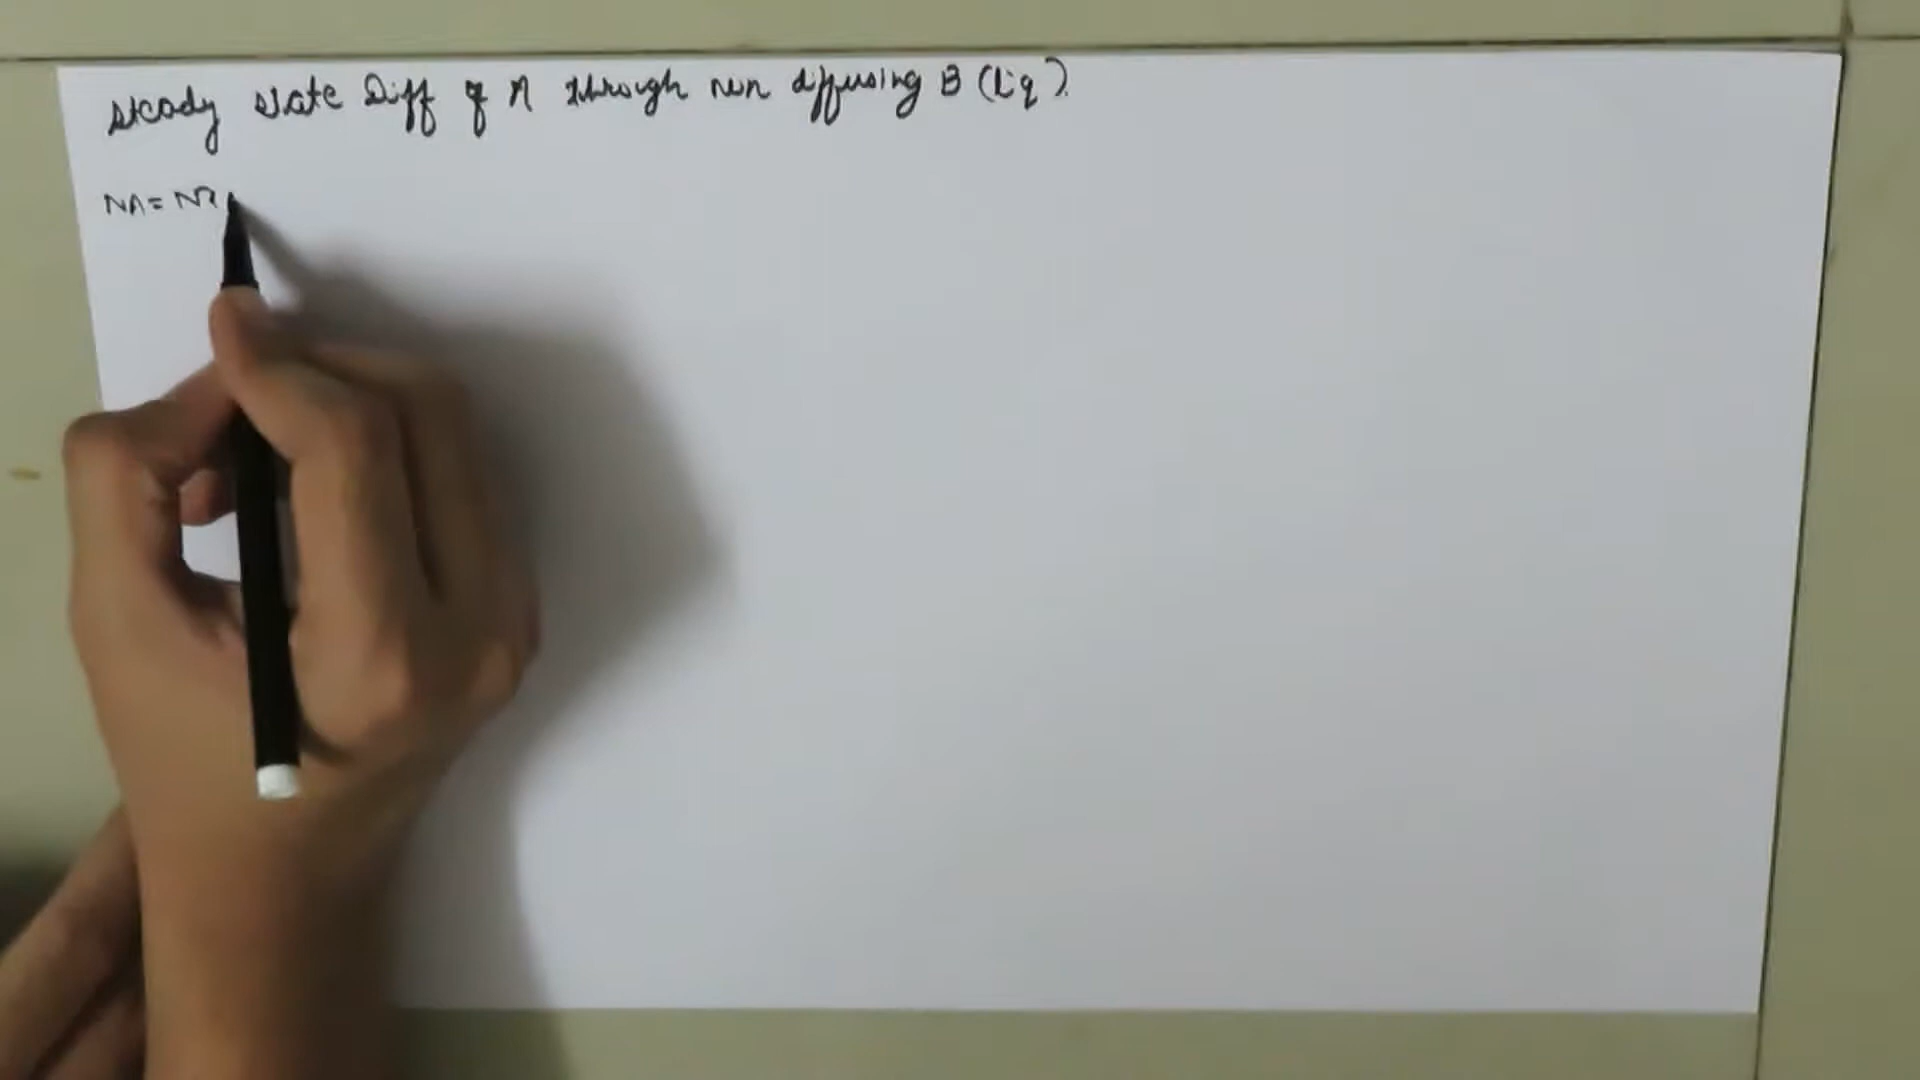 steady state Diff of A through non diffusing B (Liq).
NA =